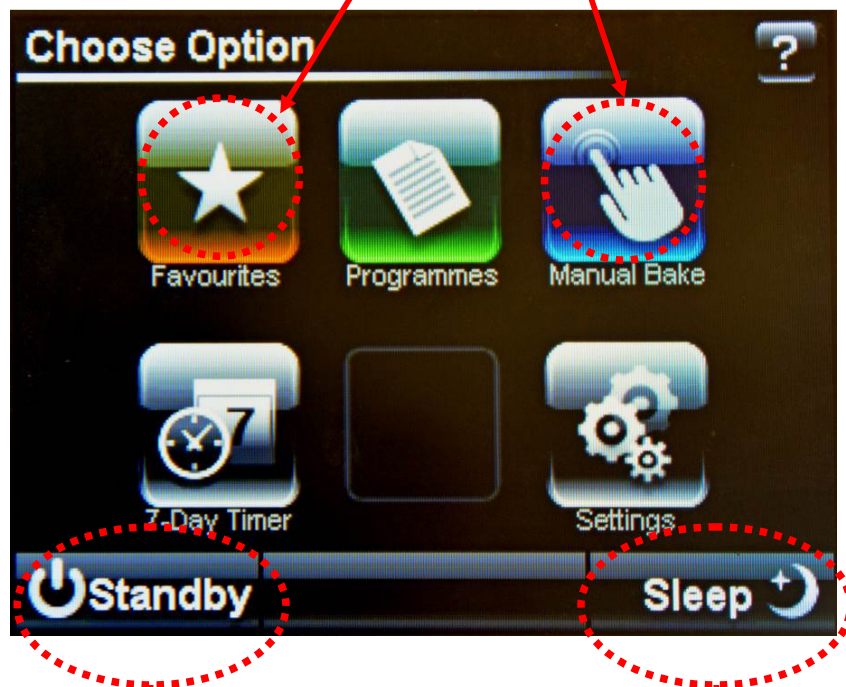 Choose Option
?
Favourites
Programmes
Manual Bake
7
7-Day Timer
Settings
Standby
Sleep